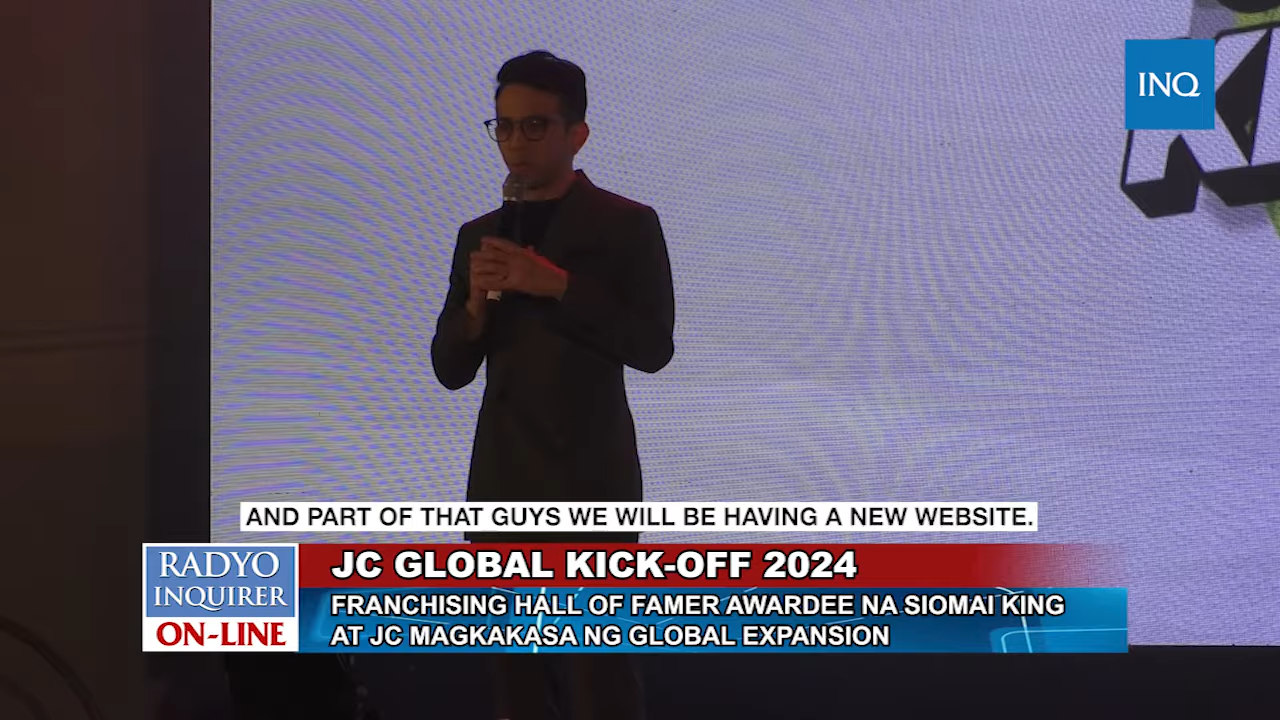 INQ
AND PART OF THAT GUYS WE WILL BE HAVING A NEW WEBSITE.
RADYO
INQUIRER
ON-LINE
JC GLOBAL KICK-OFF 2024
FRANCHISING HALL OF FAMER AWARDEE NA SIOMAI KING
AT JC MAGKAKASA NG GLOBAL EXPANSION